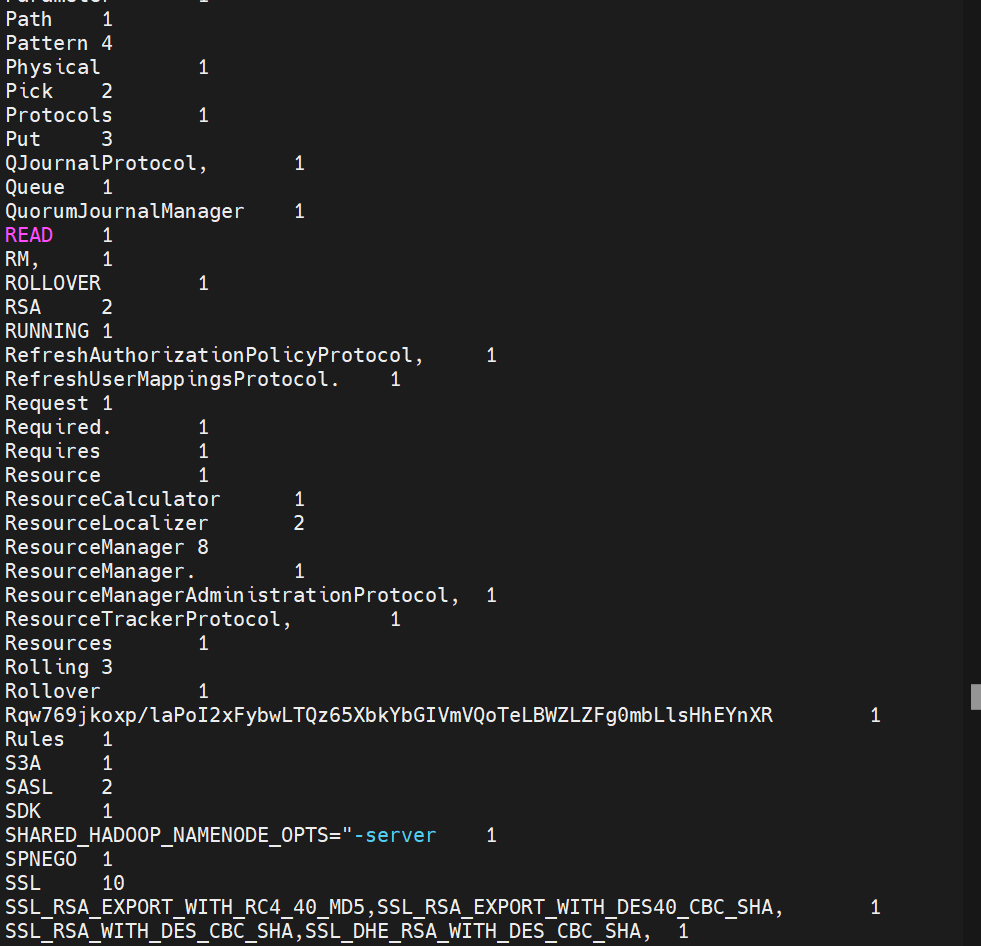 Parameter 1
Path 1
Pattern 4
Physical 1
Pick 2
Protocols 1
Put 3
QJournalProtocol, 1
Queue 1
QuorumJournalManager 1
READ 1
RM, 1
ROLLOVER 1
RSA 2
RUNNING 1
RefreshAuthorizationPolicyProtocol, 1
RefreshUserMappingsProtocol. 1
Request 1
Required. 1
Requires 1
Resource 1
ResourceCalculator 1
ResourceLocalizer 2
ResourceManager 8
ResourceManager. 1
ResourceManagerAdministrationProtocol, 1
ResourceTrackerProtocol, 1
Resources 1
Rolling 3
Rollover 1
Rqw769jkoxp/laPoI2xFybwLTQz65XbkYbGIVmVQoTeLBWZLZFg0mbLlsHhEYnXR 1
Rules 1
S3A 1
SASL 2
SDK 1
SHARED_HADOOP_NAMENODE_OPTS="-server 1
SPNEGO 1
SSL 10
SSL_RSA_EXPORT_WITH_RC4_40_MD5,SSL_RSA_EXPORT_WITH_DES40_CBC_SHA, 1
SSL_RSA_WITH_DES_CBC_SHA,SSL_DHE_RSA_WITH_DES_CBC_SHA, 1